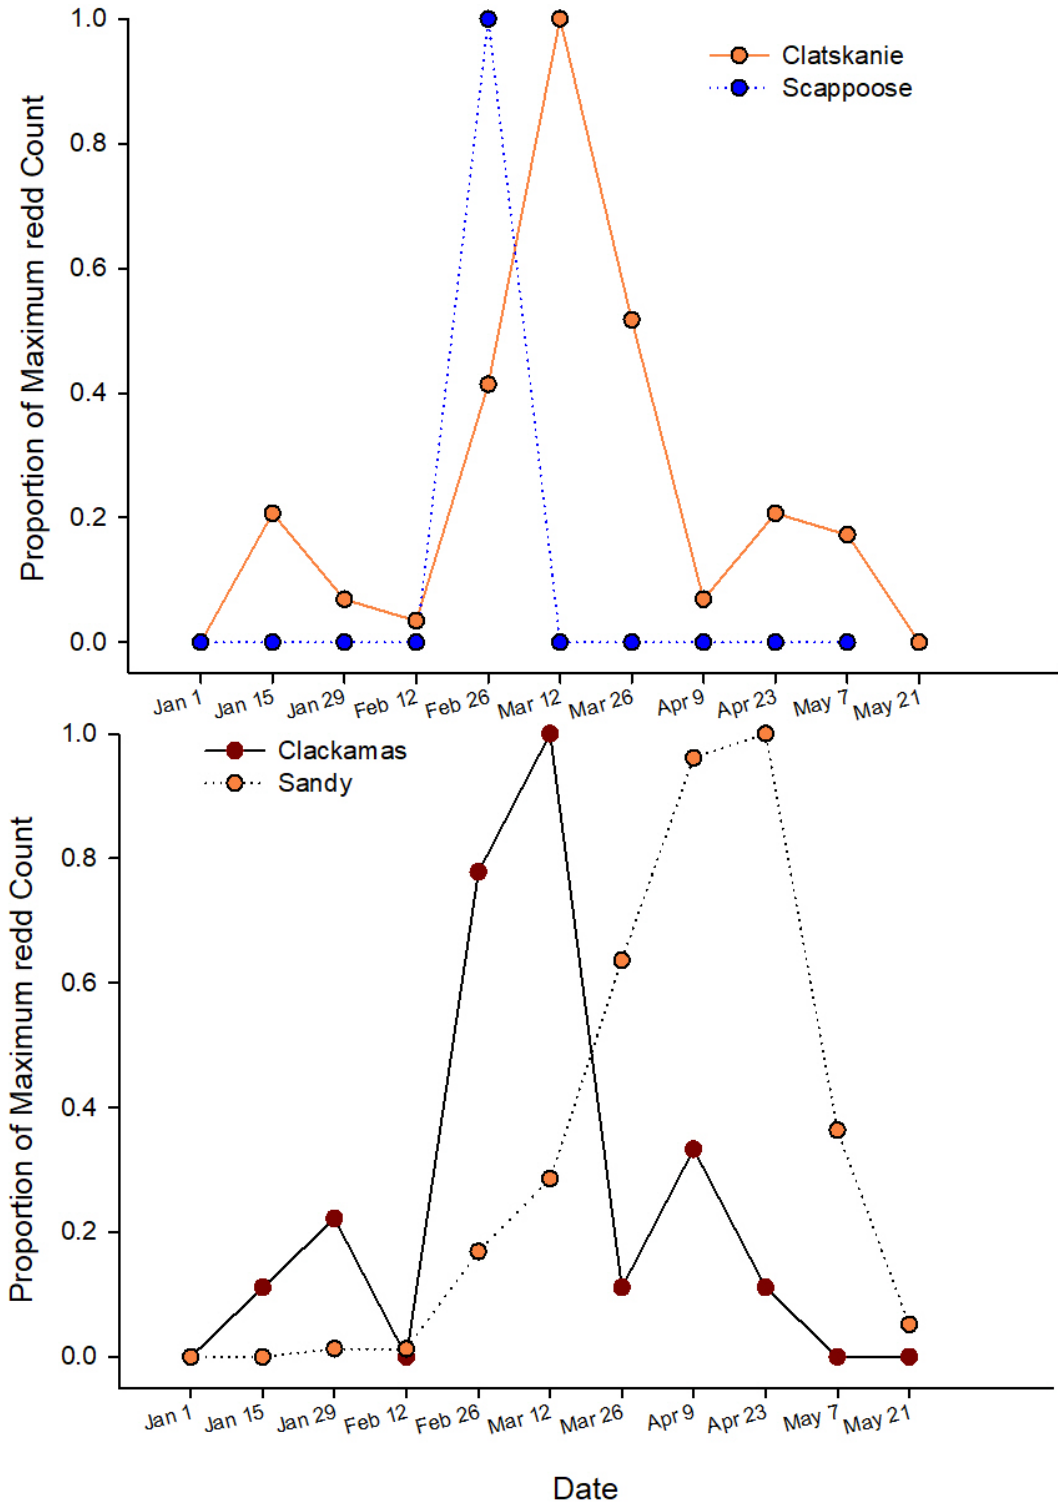 Proportion of Maximum redd Count
1.0
0.8
0.6
0.4
0.2
0.0
Clatskanie
Scappoose
Jan 1 Jan 15 Jan 29 Feb 12 Feb 26 Mar 12 Mar 26 Apr 9 Apr 23 May 7 May 21
Proportion of Maximum redd Count
1.0
0.8
0.6
0.4
0.2
0.0
Clackamas
Sandy
Jan 1 Jan 15 Jan 29 Feb 12 Feb 26 Mar 12 Mar 26 Apr 9 Apr 23 May 7 May 21
Date